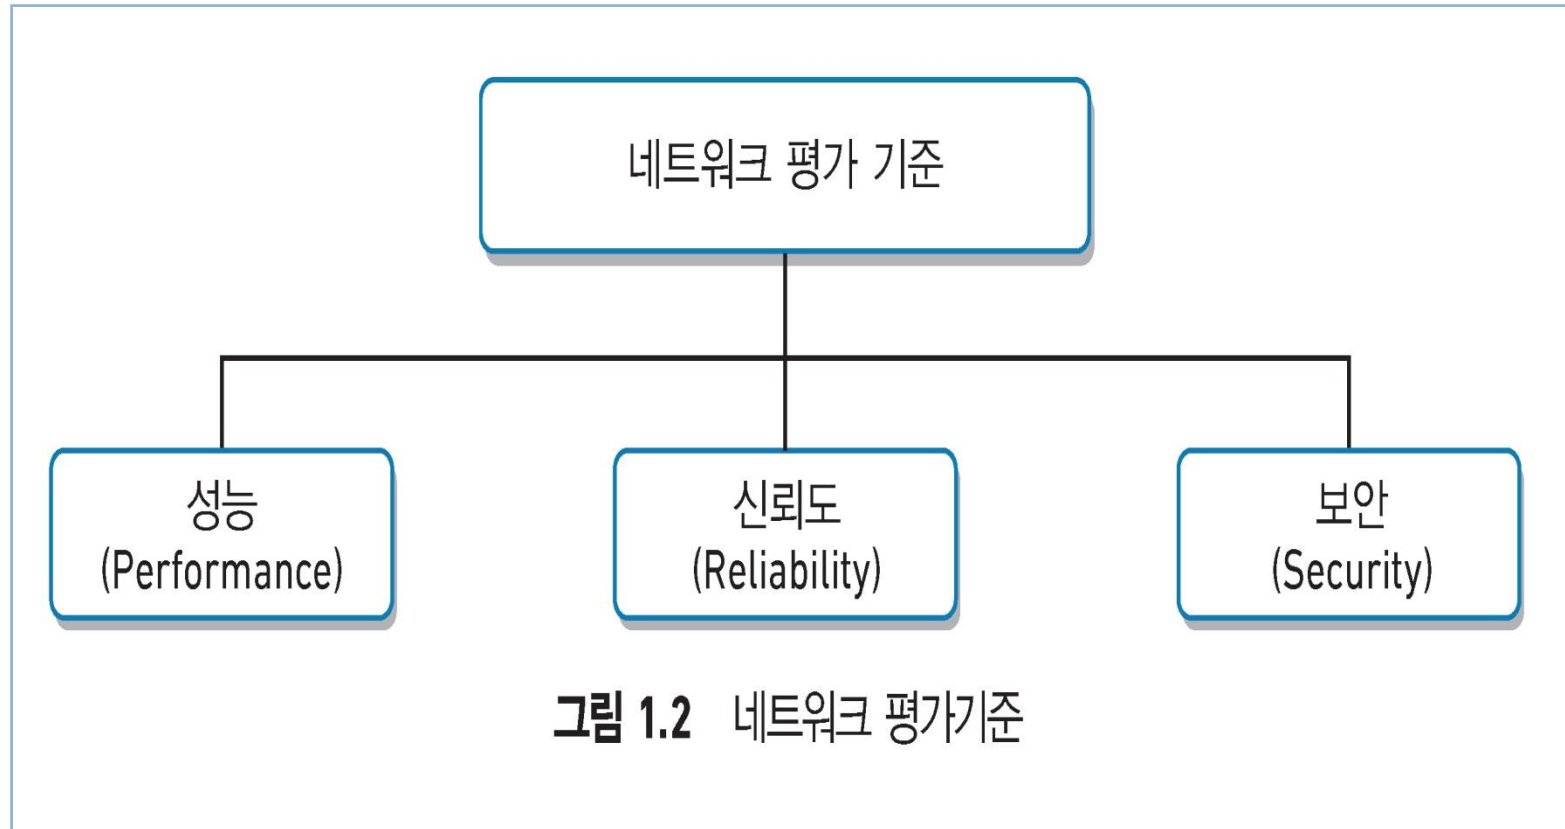 네트워크 평가 기준
성능
(Performance)
신뢰도
(Reliability)
보안
(Security)
그림 1.2 네트워크 평가기준